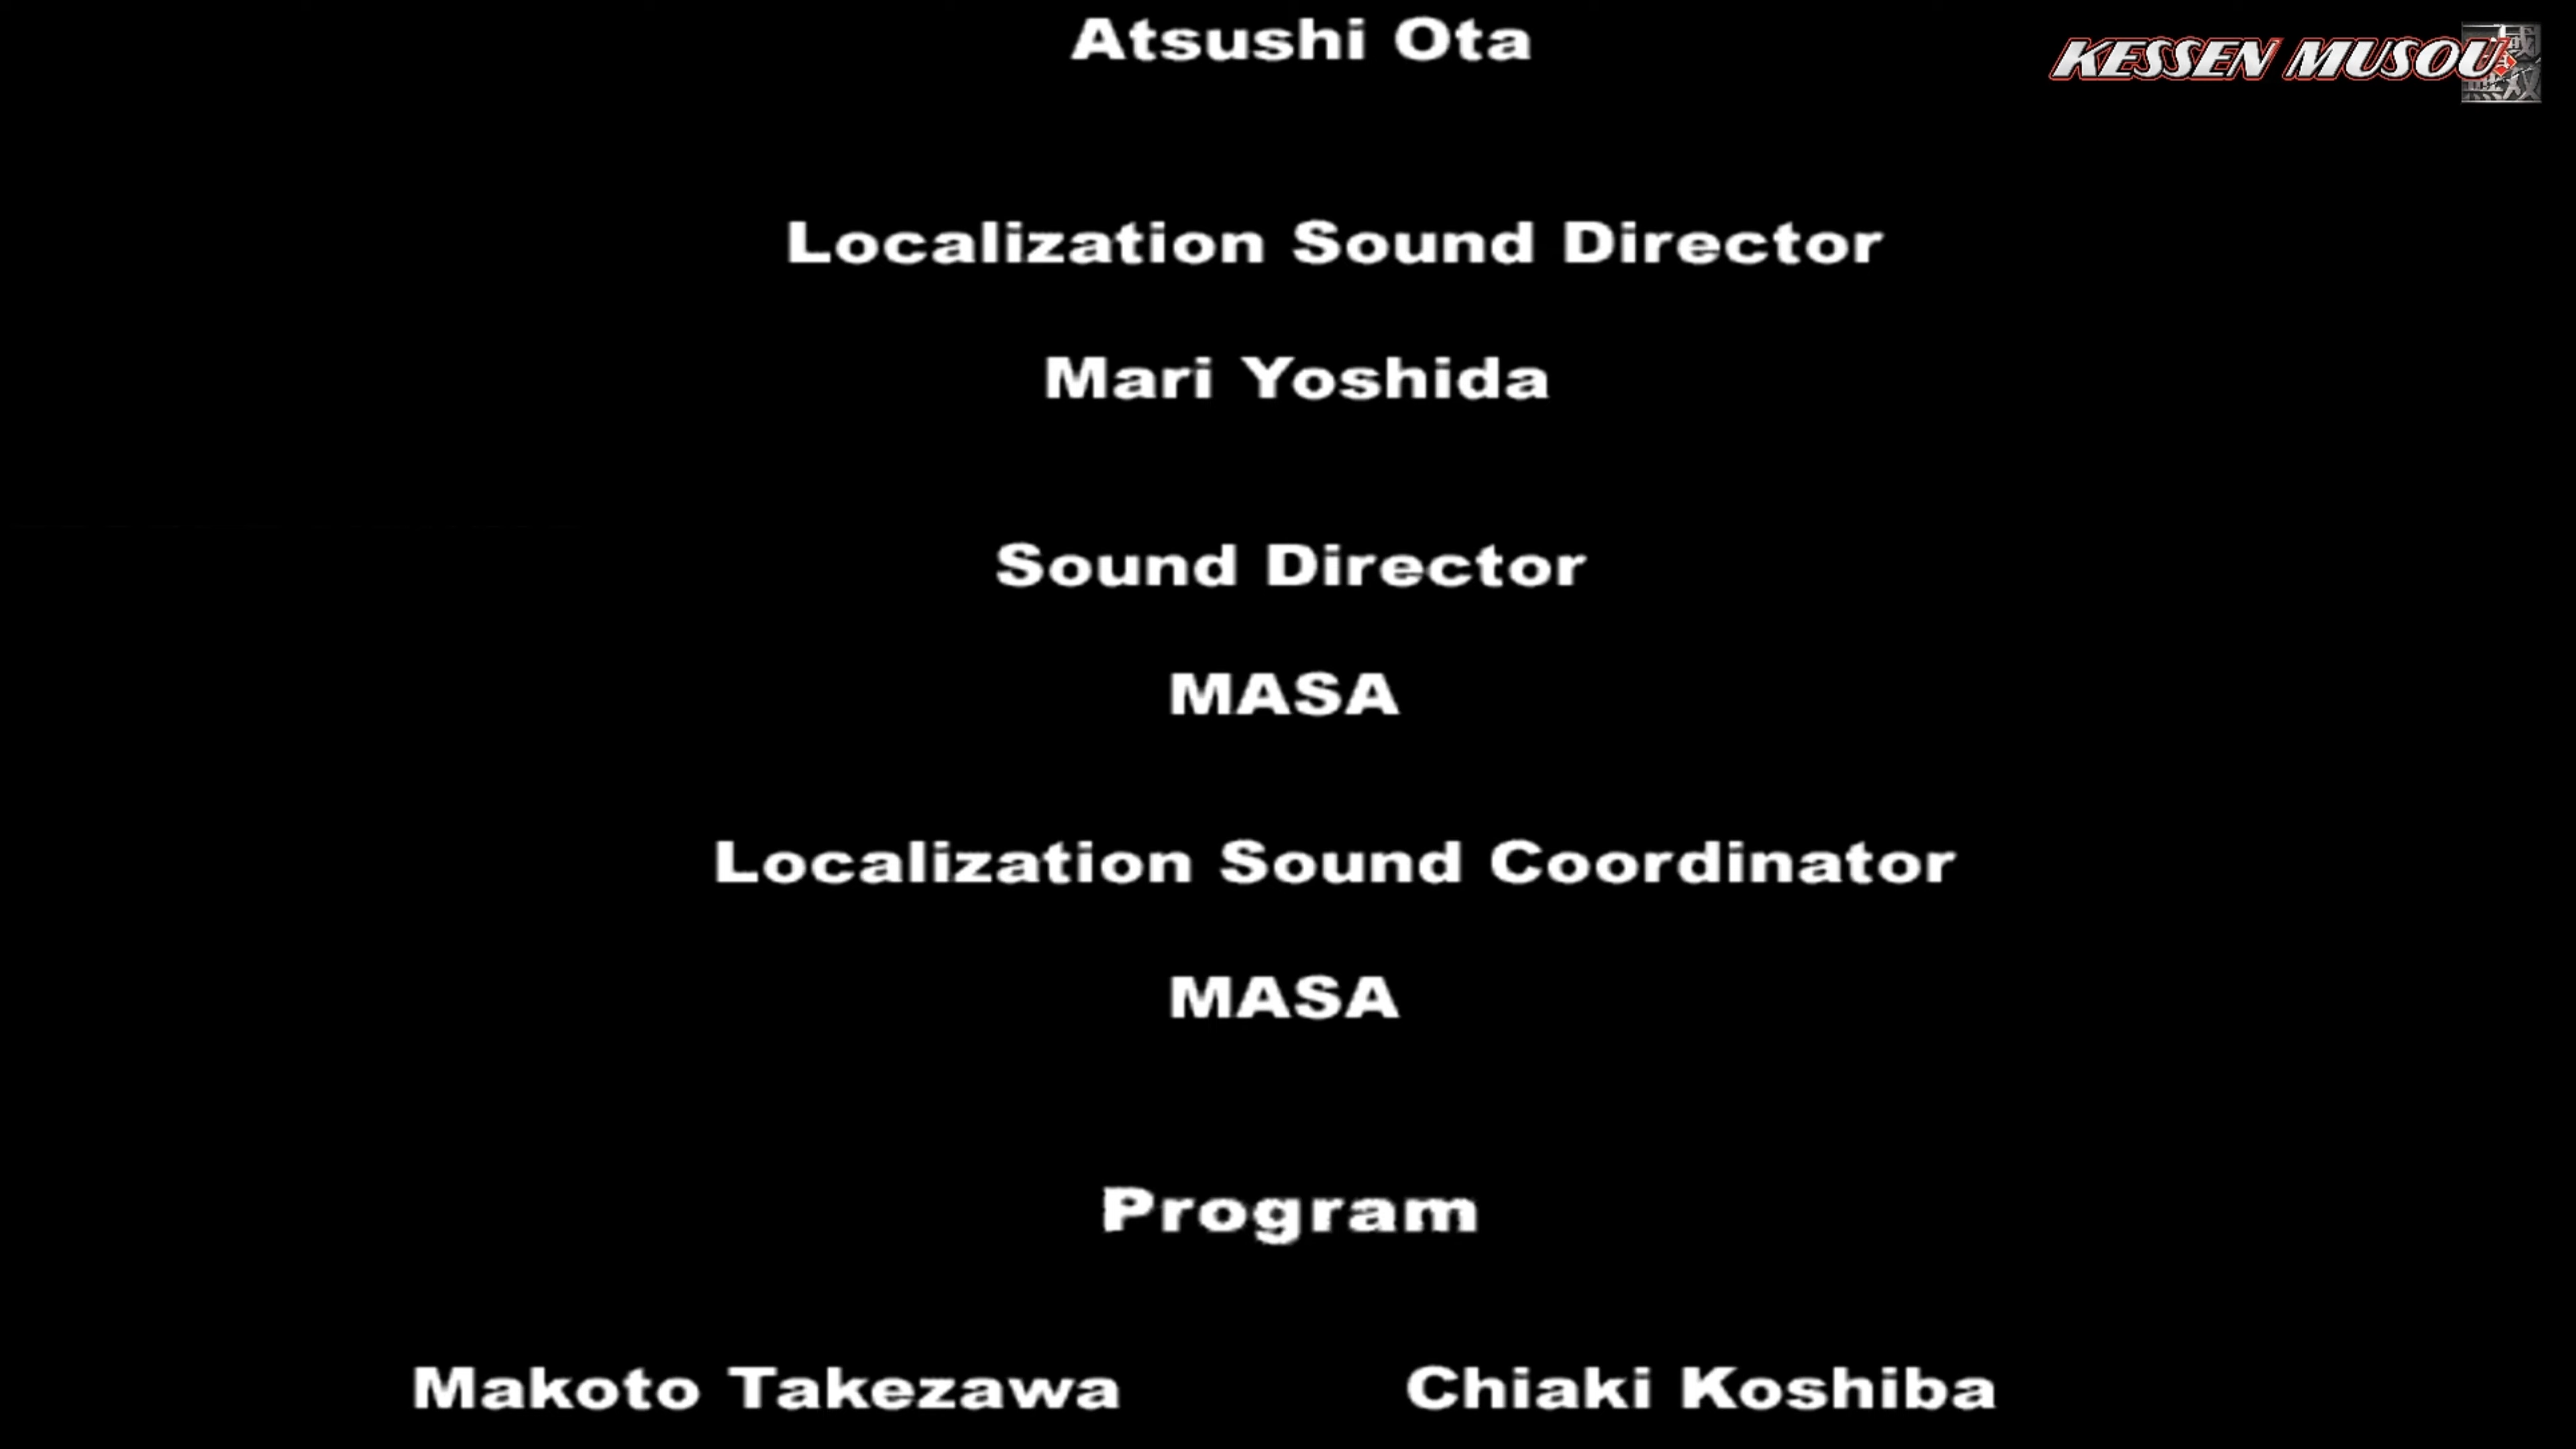 Atsushi Ota
KESSEN MUSOU
Localization Sound Director
Mari Yoshida
Sound Director
MASA
Localization Sound Coordinator
MASA
Program
Makoto Takezawa Chiaki Koshiba